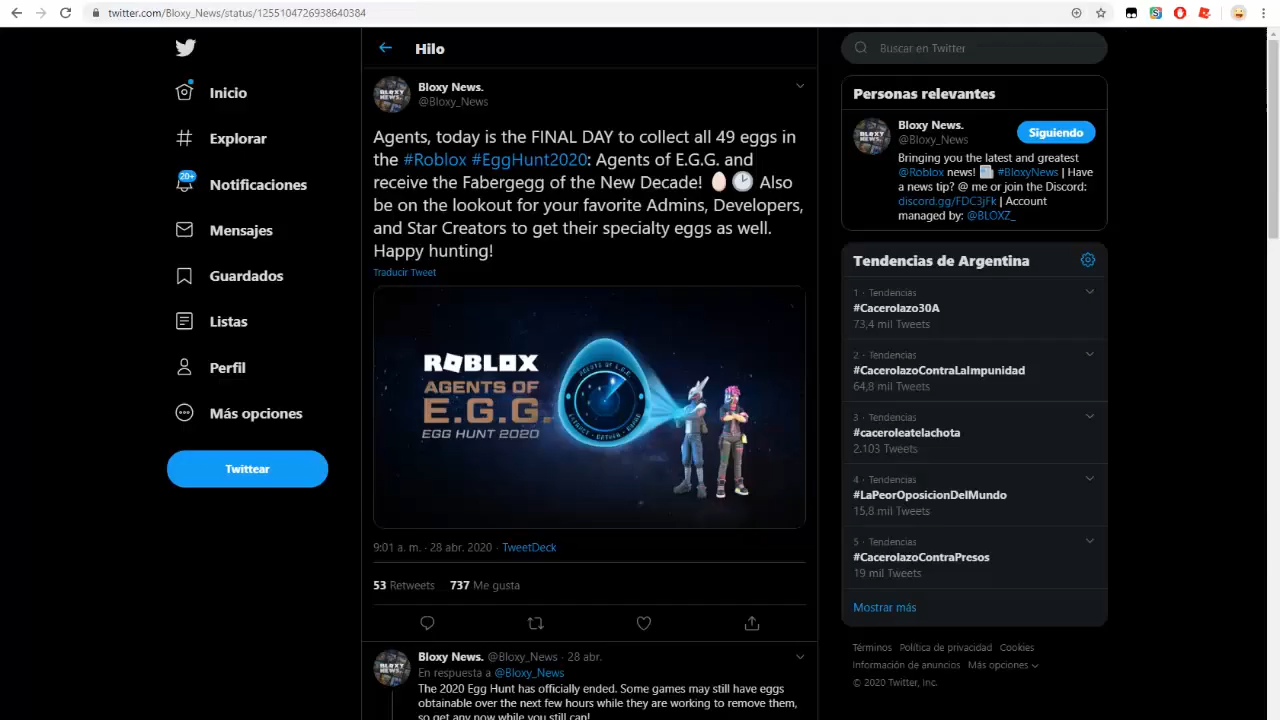 twitter.com/Bloxy_News/status/1255104726938640384
Inicio
Explorar
20+
Notificaciones
Mensajes
Guardados
Listas
Perfil
Más opciones
Twittear
Hilo
Bloxy News.
@Bloxy_News
Agents, today is the FINAL DAY to collect all 49 eggs in
the #Roblox #EggHunt2020: Agents of E.G.G. and
receive the Fabergegg of the New Decade! 🥚🕑 Also
be on the lookout for your favorite Admins, Developers,
and Star Creators to get their specialty eggs as well.
Happy hunting!
Traducir Tweet
ROBLOX
AGENTS OF
E.G.G.
EGG HUNT 2020
AGENTS OF E.G.G.
9:01 a. m. · 28 abr. 2020 · TweetDeck
53 Retweets 737 Me gusta
Bloxy News. @Bloxy_News · 28 abr.
En respuesta a @Bloxy_News
The 2020 Egg Hunt has officially ended. Some games may still have eggs
obtainable over the next few hours while they are working to remove them,
so get any now while you still can!
Buscar en Twitter
Personas relevantes
Bloxy News.
@Bloxy_News
Siguiendo
Bringing you the latest and greatest
@Roblox news! 📰 #BloxyNews | Have
a news tip? @ me or join the Discord:
discord.gg/FDC3jFk | Account
managed by: @BLOXZ_
Tendencias de Argentina
1 · Tendencias
#Cacerolazo30A
73,4 mil Tweets
2 · Tendencias
#CacerolazoContraLaImpunidad
64,8 mil Tweets
3 · Tendencias
#caceroleatelachota
2.103 Tweets
4 · Tendencias
#LaPeorOposicionDelMundo
15,8 mil Tweets
5 · Tendencias
#CacerolazoContraPresos
19 mil Tweets
Mostrar más
Términos Política de privacidad Cookies
Información de anuncios Más opciones
© 2020 Twitter, Inc.